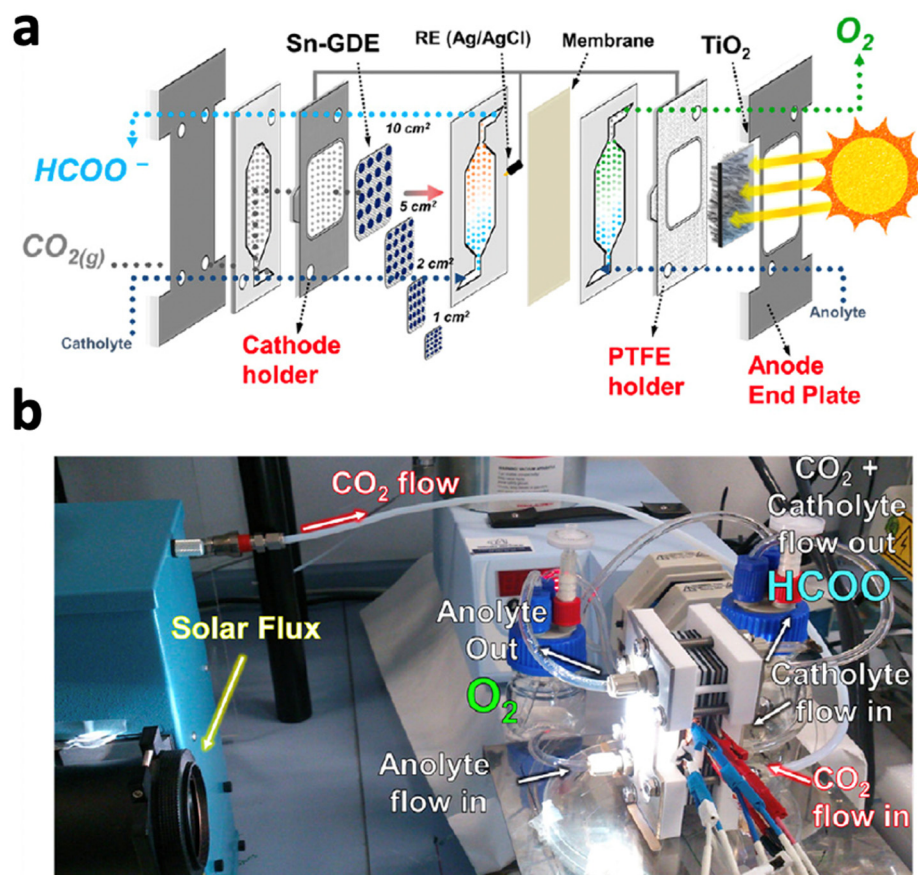 a
Sn-GDE
RE (Ag/AgCl)
Membrane
TiO₂
O₂
10 cm²
HCOO⁻
5 cm²
CO₂(g)
2 cm²
1 cm²
Catholyte
Anolyte
Cathode
holder
PTFE
holder
Anode
End Plate
b
CO₂ flow
CO₂ +
Catholyte
flow out
HCOO⁻
Solar Flux
Anolyte
Out
O₂
Catholyte
flow in
Anolyte
flow in
CO₂
flow in